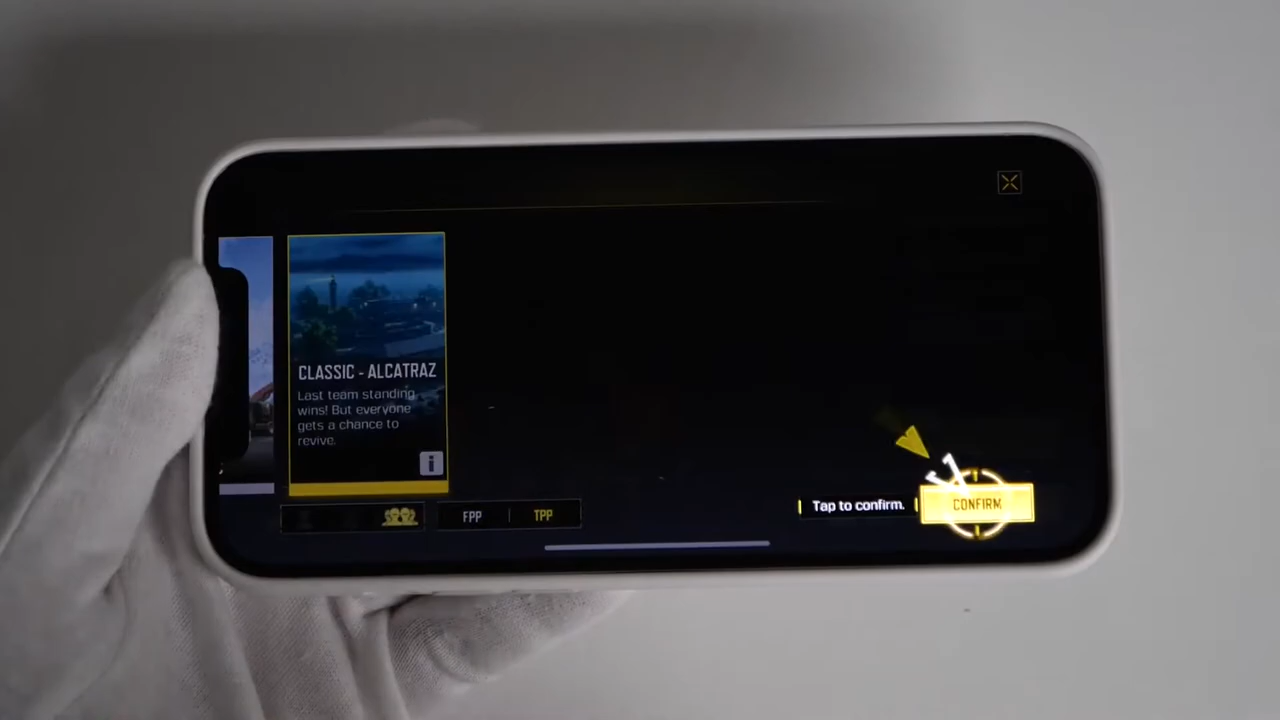 CLASSIC - ALCATRAZ
Last team standing
wins! But everyone
gets a chance to
revive.
i
FPP
TPP
Tap to confirm.
CONFIRM